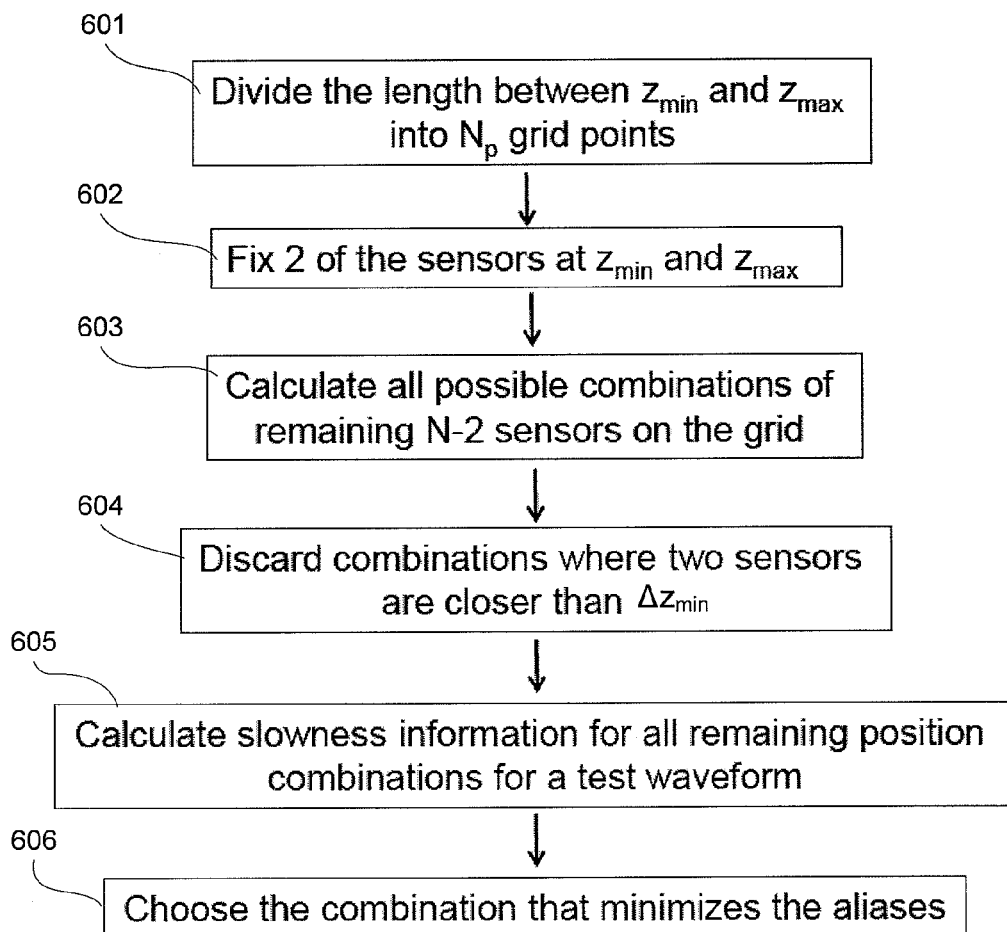 601
Divide the length between z_min and z_max
into N_p grid points
602
Fix 2 of the sensors at z_min and z_max
603
Calculate all possible combinations of
remaining N-2 sensors on the grid
604
Discard combinations where two sensors
are closer than Δz_min
605
Calculate slowness information for all remaining position
combinations for a test waveform
606
Choose the combination that minimizes the aliases